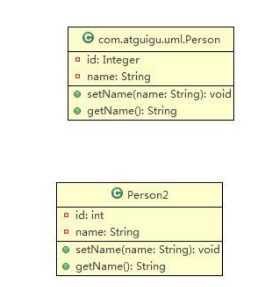 C com.atguigu.uml.Person
id: Integer
name: String
setName(name: String): void
getName(): String
C Person2
id: int
name: String
setName(name: String): void
getName(): String